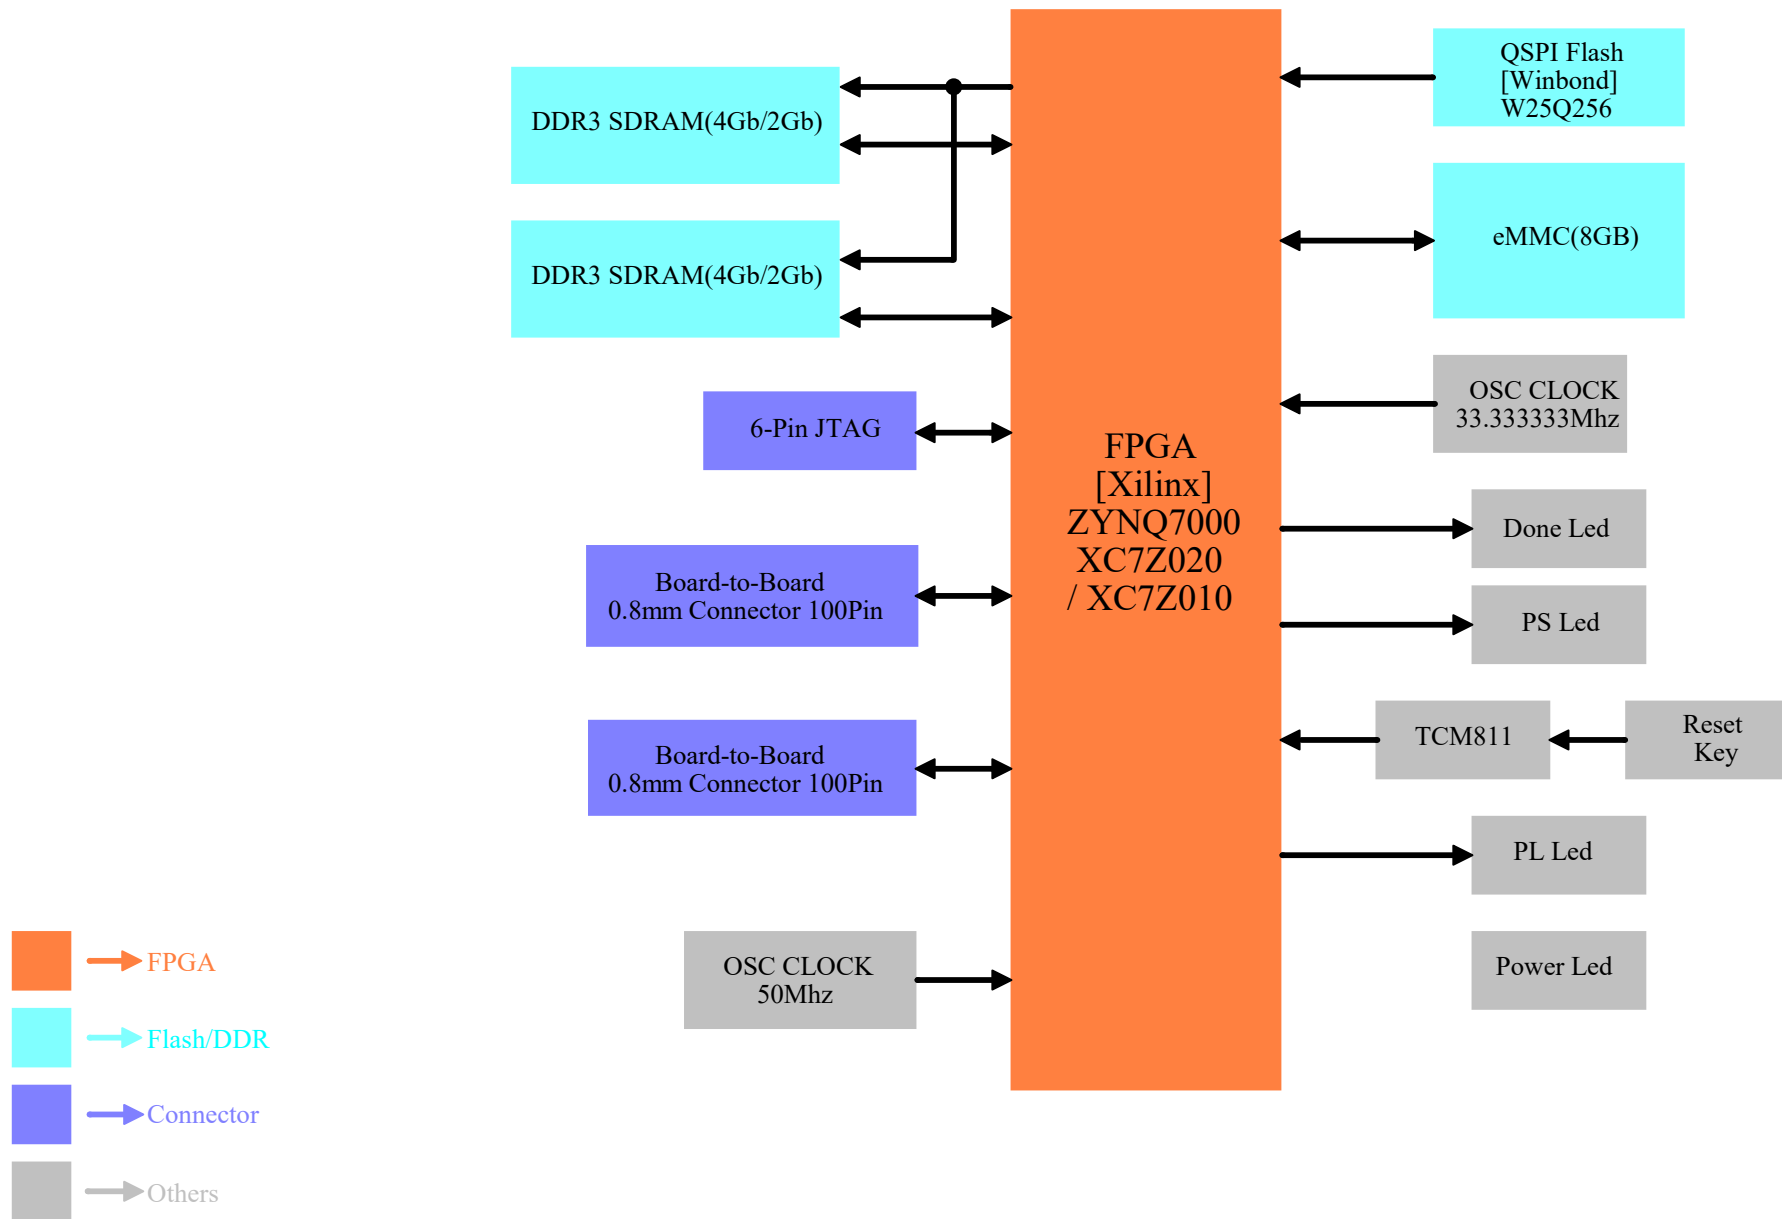 QSPI Flash
[Winbond]
W25Q256
DDR3 SDRAM(4Gb/2Gb)
eMMC(8GB)
DDR3 SDRAM(4Gb/2Gb)
OSC CLOCK
33.333333Mhz
6-Pin JTAG
FPGA
[Xilinx]
ZYNQ7000
XC7Z020
/ XC7Z010
Done Led
Board-to-Board
0.8mm Connector 100Pin
PS Led
TCM811
Reset
Key
Board-to-Board
0.8mm Connector 100Pin
PL Led
OSC CLOCK
50Mhz
Power Led
FPGA
Flash/DDR
Connector
Others